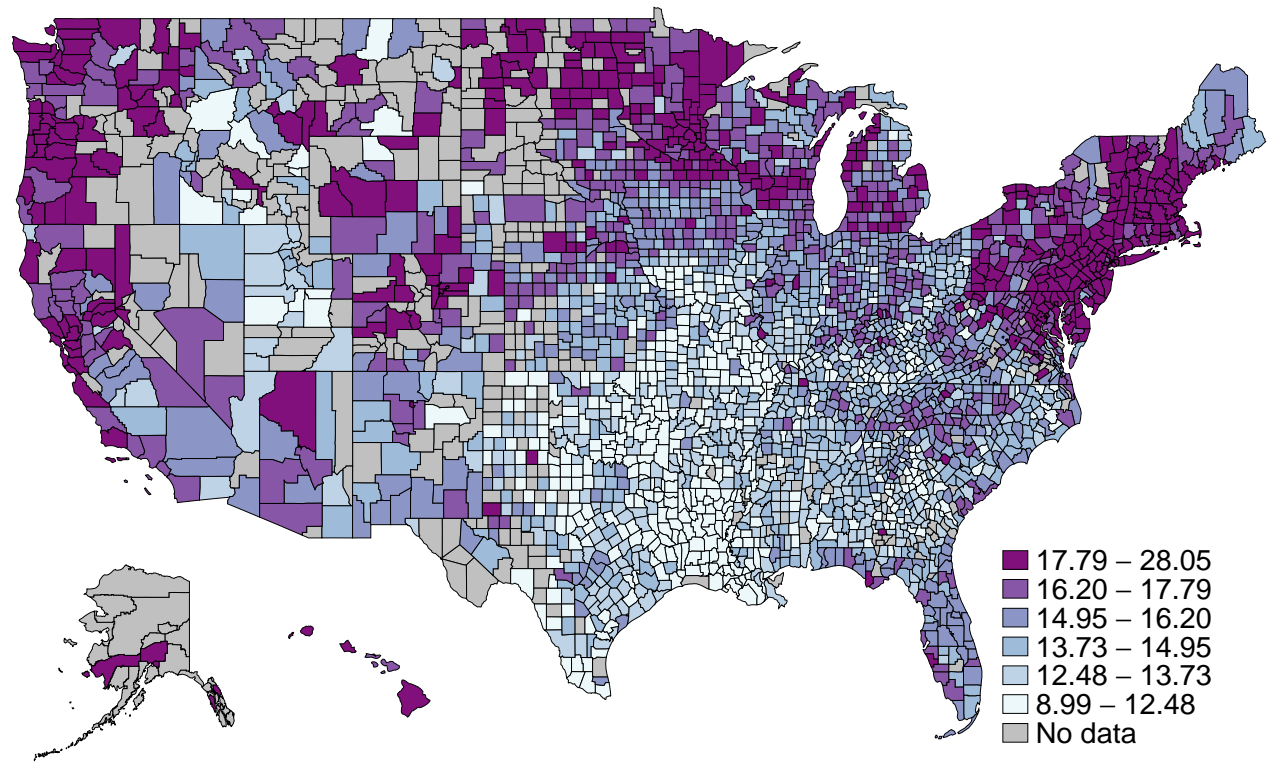 17.79 – 28.05
16.20 – 17.79
14.95 – 16.20
13.73 – 14.95
12.48 – 13.73
8.99 – 12.48
No data